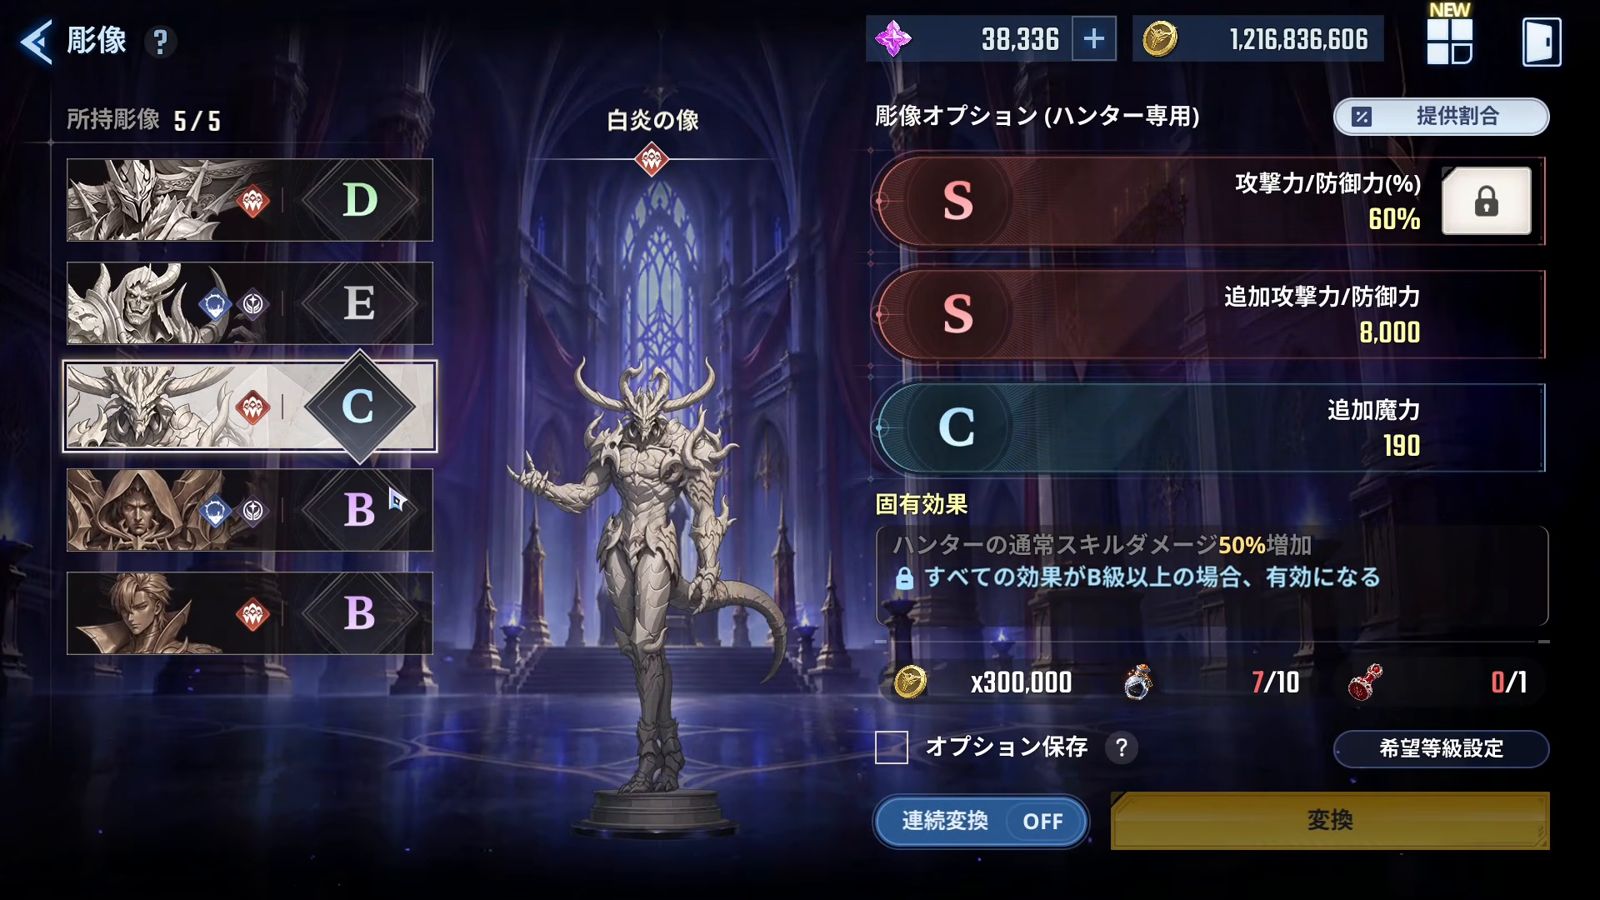 彫像 ?
38,336
1,216,836,606
NEW
所持彫像 5/5
D
E
C
B
B
白炎の像
彫像オプション (ハンター専用)
提供割合
S 攻撃力/防御力(%)
60%
S 追加攻撃力/防御力
8,000
C 追加魔力
190
固有効果
ハンターの通常スキルダメージ50%増加
すべての効果がB級以上の場合、有効になる
x300,000
7/10
0/1
オプション保存 ?
希望等級設定
連続変換 OFF
変換